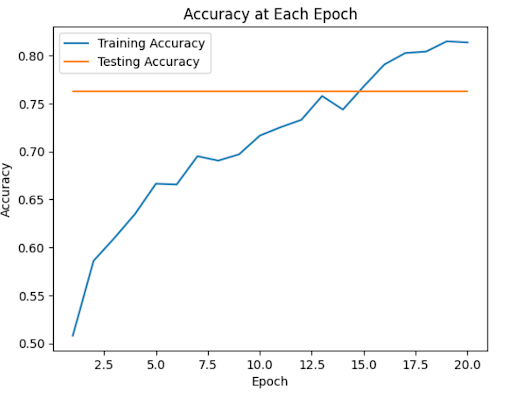 Accuracy at Each Epoch
Training Accuracy
Testing Accuracy
0.80
0.75
0.70
0.65
0.60
0.55
0.50
Accuracy
2.5 5.0 7.5 10.0 12.5 15.0 17.5 20.0
Epoch